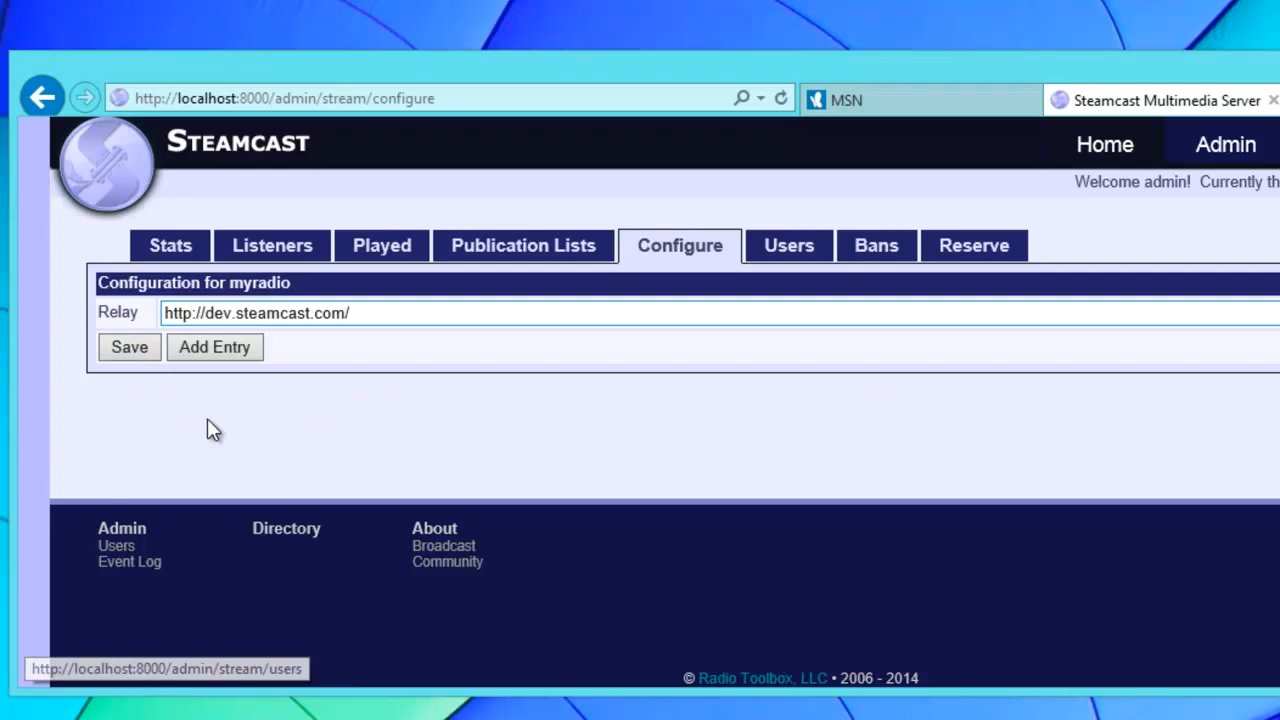 http://localhost:8000/admin/stream/configure
MSN
Steamcast Multimedia Server
STEAMCAST
Home
Admin
Welcome admin! Currently th
Stats
Listeners
Played
Publication Lists
Configure
Users
Bans
Reserve
Configuration for myradio
Relay
http://dev.steamcast.com/
Save
Add Entry
Admin
Users
Event Log
Directory
About
Broadcast
Community
http://localhost:8000/admin/stream/users
© Radio Toolbox, LLC • 2006 - 2014